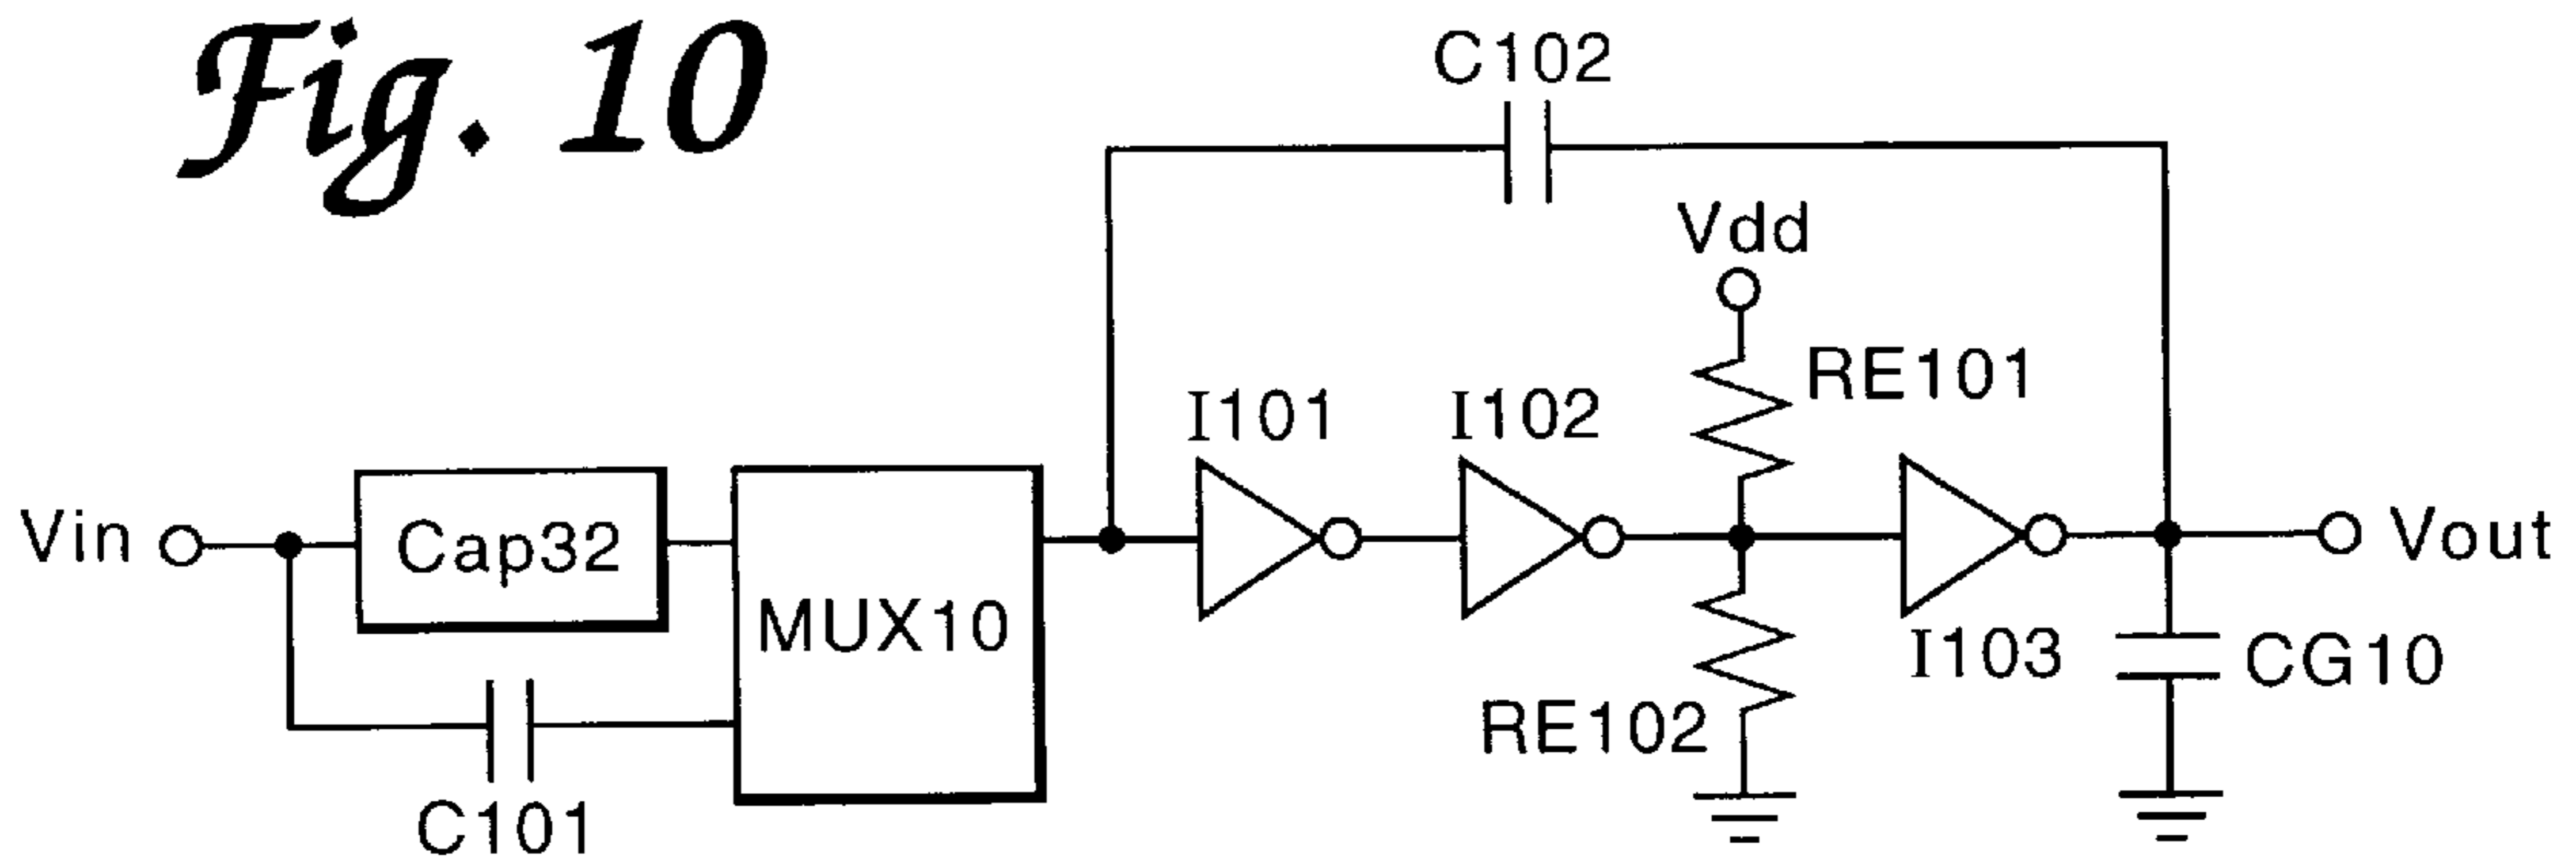 Fig. 10
C102
Vdd
RE101
I101
I102
Vin
Cap32
MUX10
Vout
I103
CG10
RE102
C101